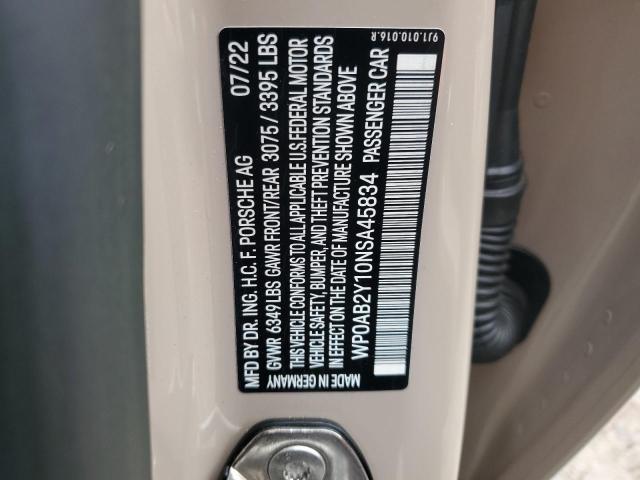 MFD BY DR. ING. H.C. F. PORSCHE AG 07/22
GVWR 6349 LBS GAWR FRONT/REAR 3075 / 3395 LBS
THIS VEHICLE CONFORMS TO ALL APPLICABLE U.S. FEDERAL MOTOR
VEHICLE SAFETY, BUMPER, AND THEFT PREVENTION STANDARDS
IN EFFECT ON THE DATE OF MANUFACTURE SHOWN ABOVE
WP0AB2Y10NSA45834 PASSENGER CAR
MADE IN GERMANY
9J1.010.016.R